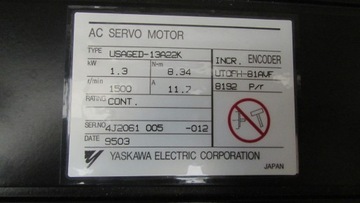 AC SERVO MOTOR
TYPE USAGED-13A22K
kW 1.3 N•m 8.34
r/min 1500 A 11.7
RATING CONT.
INCR. ENCODER
UTOPH-81AVF
8192 P/r
SER.NO 4J2061 005 -012
DATE 9503
YASKAWA ELECTRIC CORPORATION
JAPAN